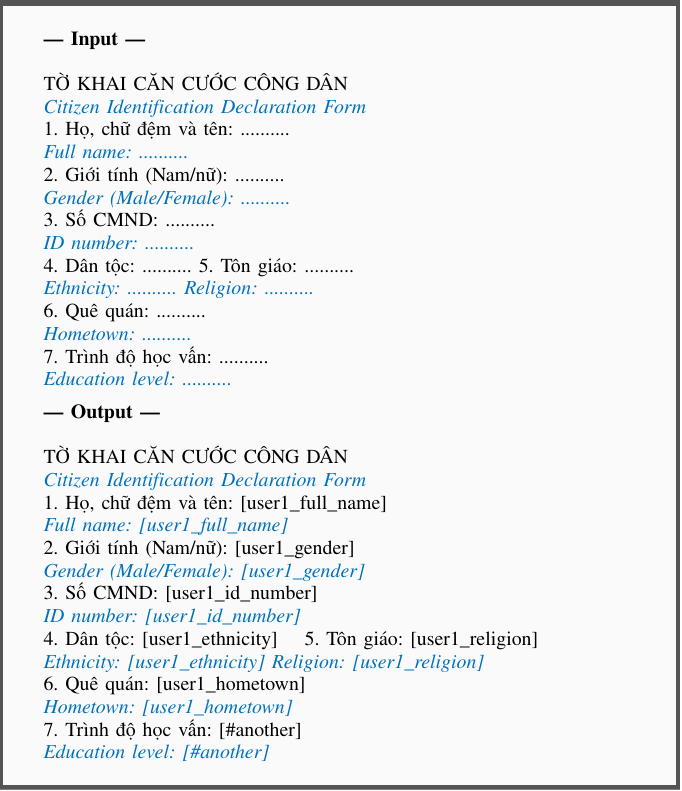 — Input —
TỜ KHAI CĂN CƯỚC CÔNG DÂN
Citizen Identification Declaration Form
1. Họ, chữ đệm và tên: ..........
Full name: ..........
2. Giới tính (Nam/nữ): ..........
Gender (Male/Female): ..........
3. Số CMND: ..........
ID number: ..........
4. Dân tộc: .......... 5. Tôn giáo: ..........
Ethnicity: .......... Religion: ..........
6. Quê quán: ..........
Hometown: ..........
7. Trình độ học vấn: ..........
Education level: ..........
— Output —
TỜ KHAI CĂN CƯỚC CÔNG DÂN
Citizen Identification Declaration Form
1. Họ, chữ đệm và tên: [user1_full_name]
Full name: [user1_full_name]
2. Giới tính (Nam/nữ): [user1_gender]
Gender (Male/Female): [user1_gender]
3. Số CMND: [user1_id_number]
ID number: [user1_id_number]
4. Dân tộc: [user1_ethnicity] 5. Tôn giáo: [user1_religion]
Ethnicity: [user1_ethnicity] Religion: [user1_religion]
6. Quê quán: [user1_hometown]
Hometown: [user1_hometown]
7. Trình độ học vấn: [#another]
Education level: [#another]